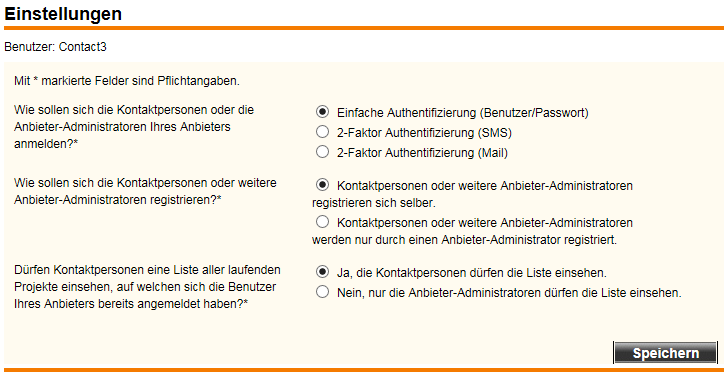 Einstellungen
Benutzer: Contact3
Mit * markierte Felder sind Pflichtangaben.
Wie sollen sich die Kontaktpersonen oder die
Anbieter-Administratoren Ihres Anbieters
anmelden?*
Einfache Authentifizierung (Benutzer/Passwort)
2-Faktor Authentifizierung (SMS)
2-Faktor Authentifizierung (Mail)
Wie sollen sich die Kontaktpersonen oder weitere
Anbieter-Administratoren registrieren?*
Kontaktpersonen oder weitere Anbieter-Administratoren
registrieren sich selber.
Kontaktpersonen oder weitere Anbieter-Administratoren
werden nur durch einen Anbieter-Administrator registriert.
Dürfen Kontaktpersonen eine Liste aller laufenden
Projekte einsehen, auf welchen sich die Benutzer
Ihres Anbieters bereits angemeldet haben?*
Ja, die Kontaktpersonen dürfen die Liste einsehen.
Nein, nur die Anbieter-Administratoren dürfen die Liste einsehen.
Speichern